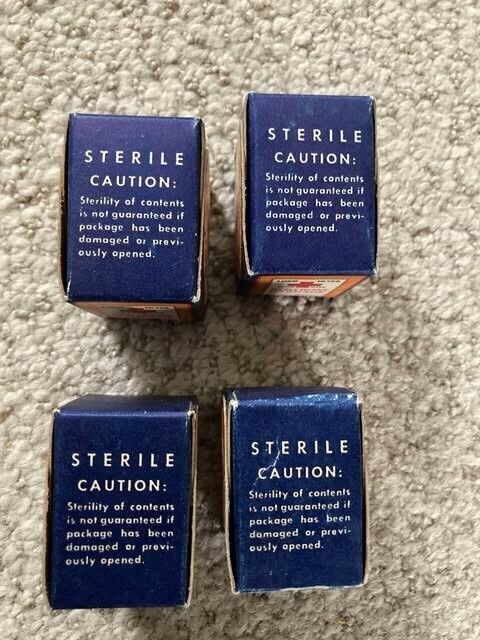 STERILE
CAUTION:
Sterility of contents
is not guaranteed if
package has been
damaged or previ-
ously opened.
STERILE
CAUTION:
Sterility of contents
is not guaranteed if
package has been
damaged or previ-
ously opened.
STERILE
CAUTION:
Sterility of contents
is not guaranteed if
package has been
damaged or previ-
ously opened.
STERILE
CAUTION:
Sterility of contents
is not guaranteed if
package has been
damaged or previ-
ously opened.